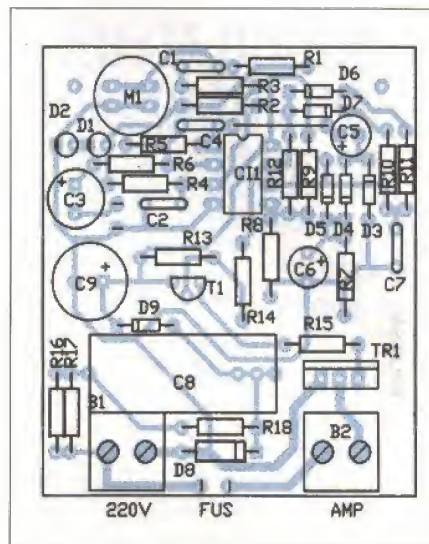 C1
R1
R3
D6
M1
R2
D7
D2
D1
C4
C5
R5
R6
CI1
R12
R9
R10
R11
R4
C3
C2
R8
D5
D4
D3
R13
C6
R7
C7
C9
T1
R14
D9
R15
R16
R17
C8
TR1
B1
R18
B2
D8
220V
FUS
AMP